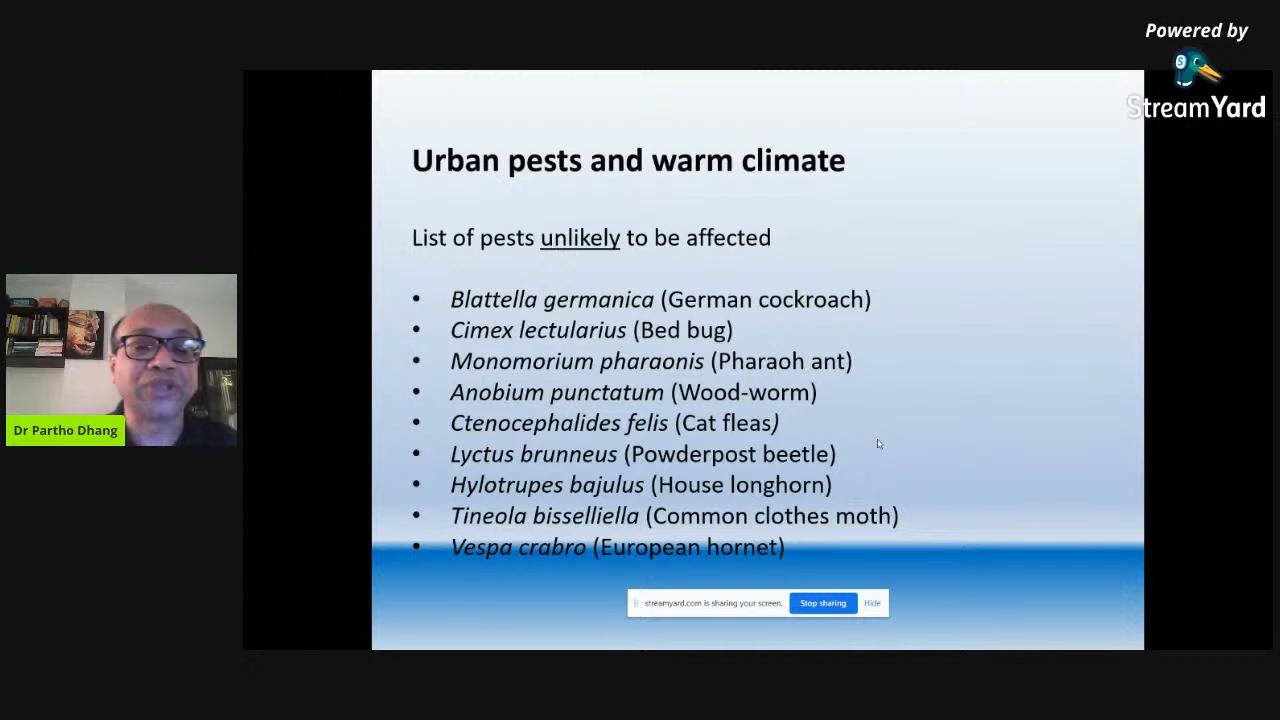 Powered by
StreamYard
Urban pests and warm climate
List of pests unlikely to be affected
• Blattella germanica (German cockroach)
• Cimex lectularius (Bed bug)
• Monomorium pharaonis (Pharaoh ant)
• Anobium punctatum (Wood-worm)
• Ctenocephalides felis (Cat fleas)
• Lyctus brunneus (Powderpost beetle)
• Hylotrupes bajulus (House longhorn)
• Tineola bisselliella (Common clothes moth)
• Vespa crabro (European hornet)
Dr Partho Dhang
streamyard.com is sharing your screen. Stop sharing Hide